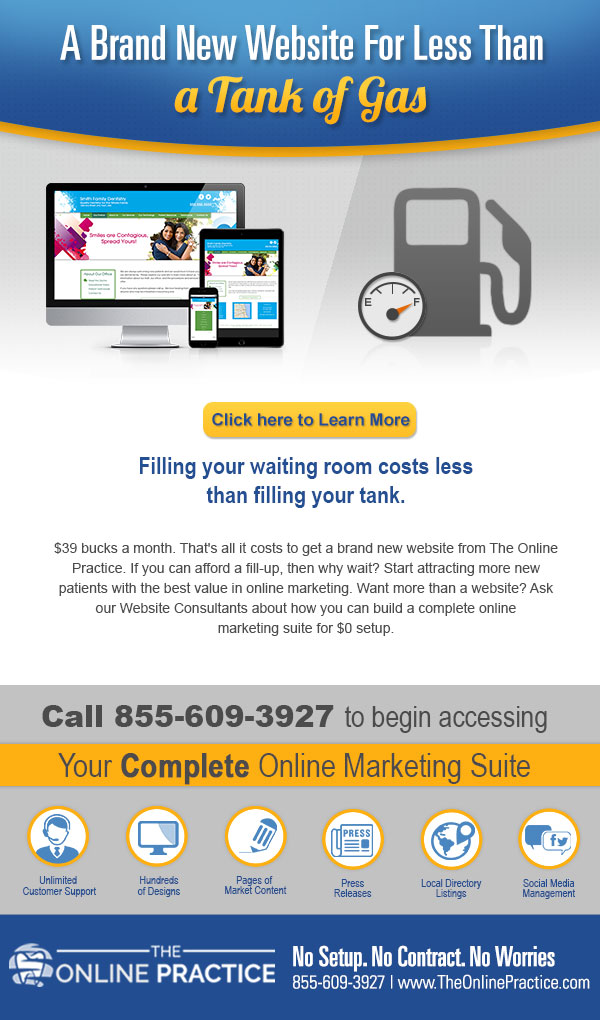 A Brand New Website For Less Than
a Tank of Gas
Smith Family Dentistry
Smiles are Contagious,
Spread Yours!
About Our Office
E
F
Click here to Learn More
Filling your waiting room costs less
than filling your tank.
$39 bucks a month. That's all it costs to get a brand new website from The Online
Practice. If you can afford a fill-up, then why wait? Start attracting more new
patients with the best value in online marketing. Want more than a website? Ask
our Website Consultants about how you can build a complete online
marketing suite for $0 setup.
Call 855-609-3927 to begin accessing
Your Complete Online Marketing Suite
PRESS
Unlimited
Customer Support
Hundreds
of Designs
Pages of
Market Content
Press
Releases
Local Directory
Listings
Social Media
Management
THE
ONLINE PRACTICE
No Setup. No Contract. No Worries
855-609-3927 | www.TheOnlinePractice.com